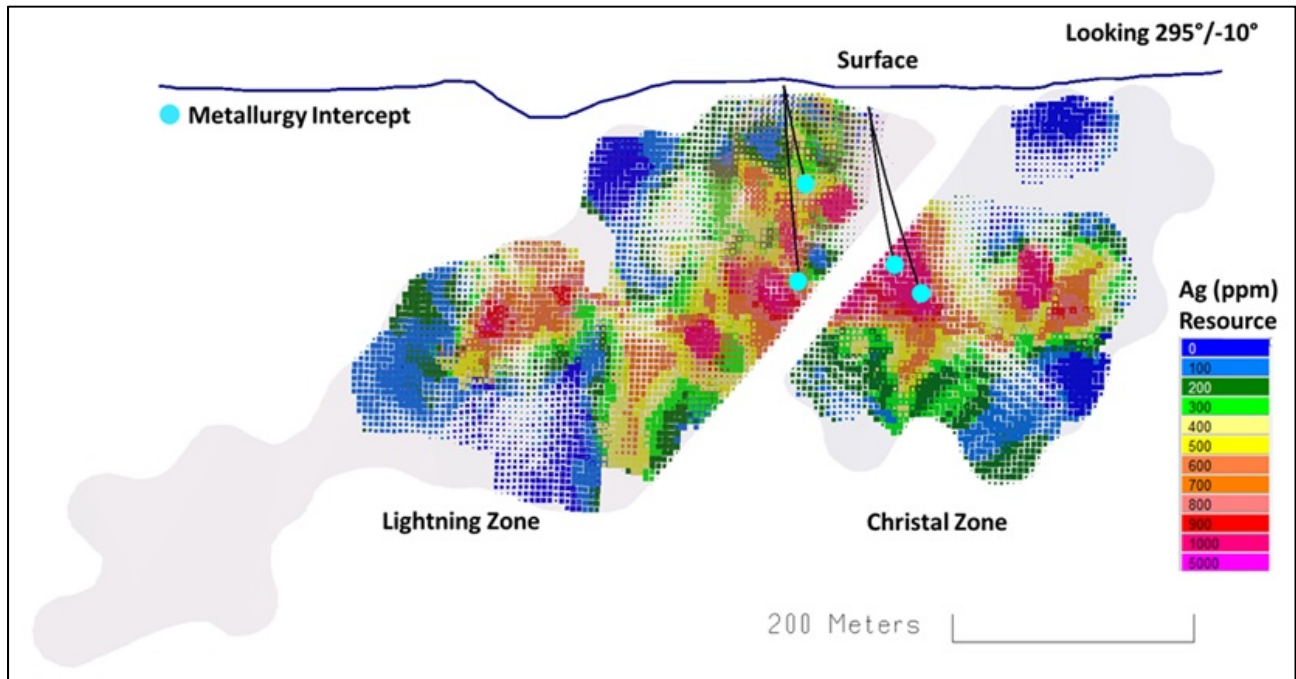 Looking 295°/-10°
Surface
Metallurgy Intercept
Ag (ppm)
Resource
0
100
200
300
400
500
600
700
800
900
1000
5000
Lightning Zone
Christal Zone
200 Meters